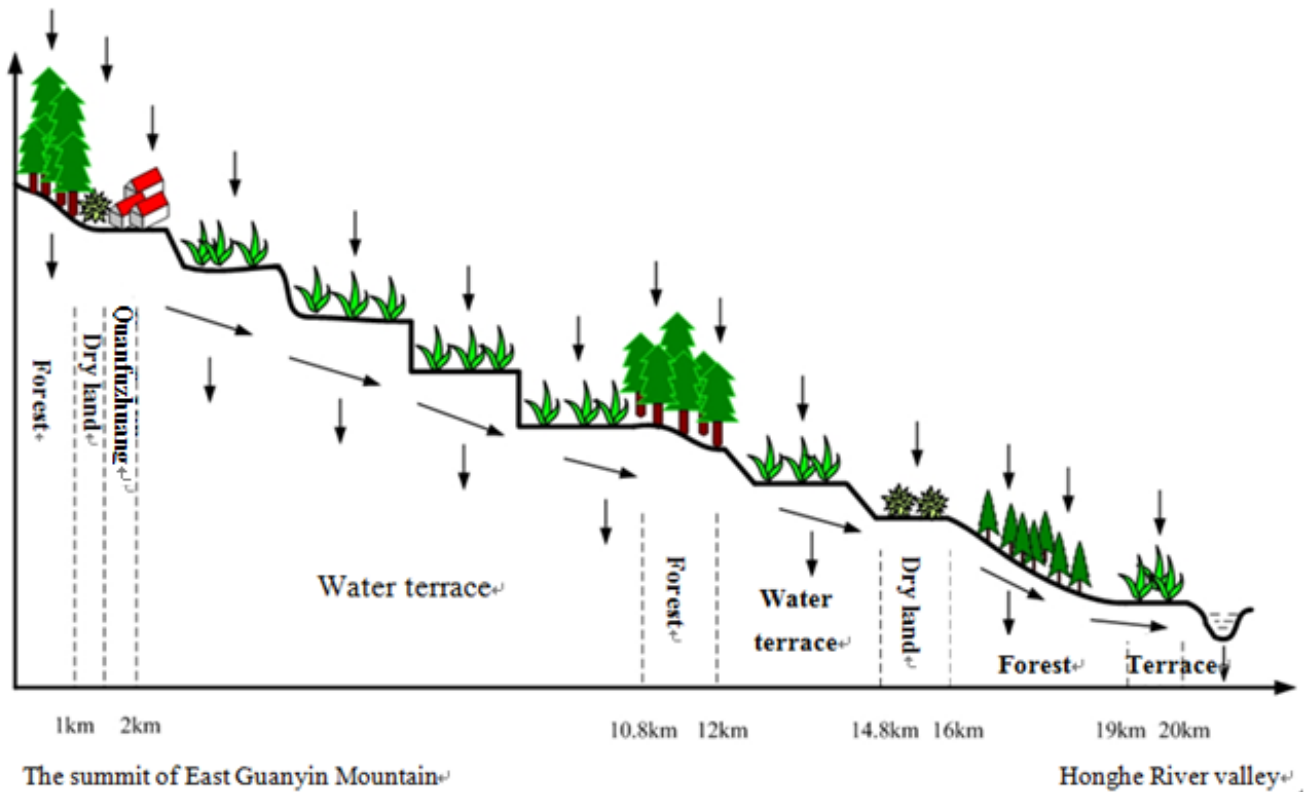 Forest
Dry land
Quanfuzhuang
Water terrace
Forest
Water
terrace
Dry land
Forest
Terrace
1km
2km
10.8km
12km
14.8km
16km
19km
20km
The summit of East Guanyin Mountain
Honghe River valley